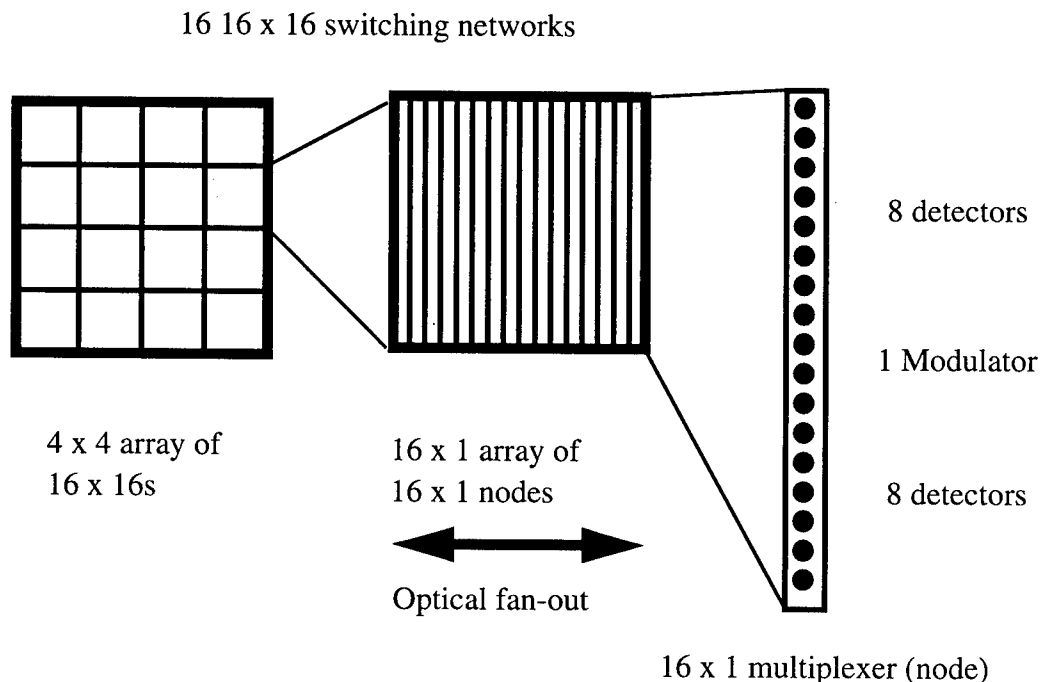 16 16 x 16 switching networks
8 detectors
1 Modulator
8 detectors
4 x 4 array of
16 x 16s
16 x 1 array of
16 x 1 nodes
Optical fan-out
16 x 1 multiplexer (node)